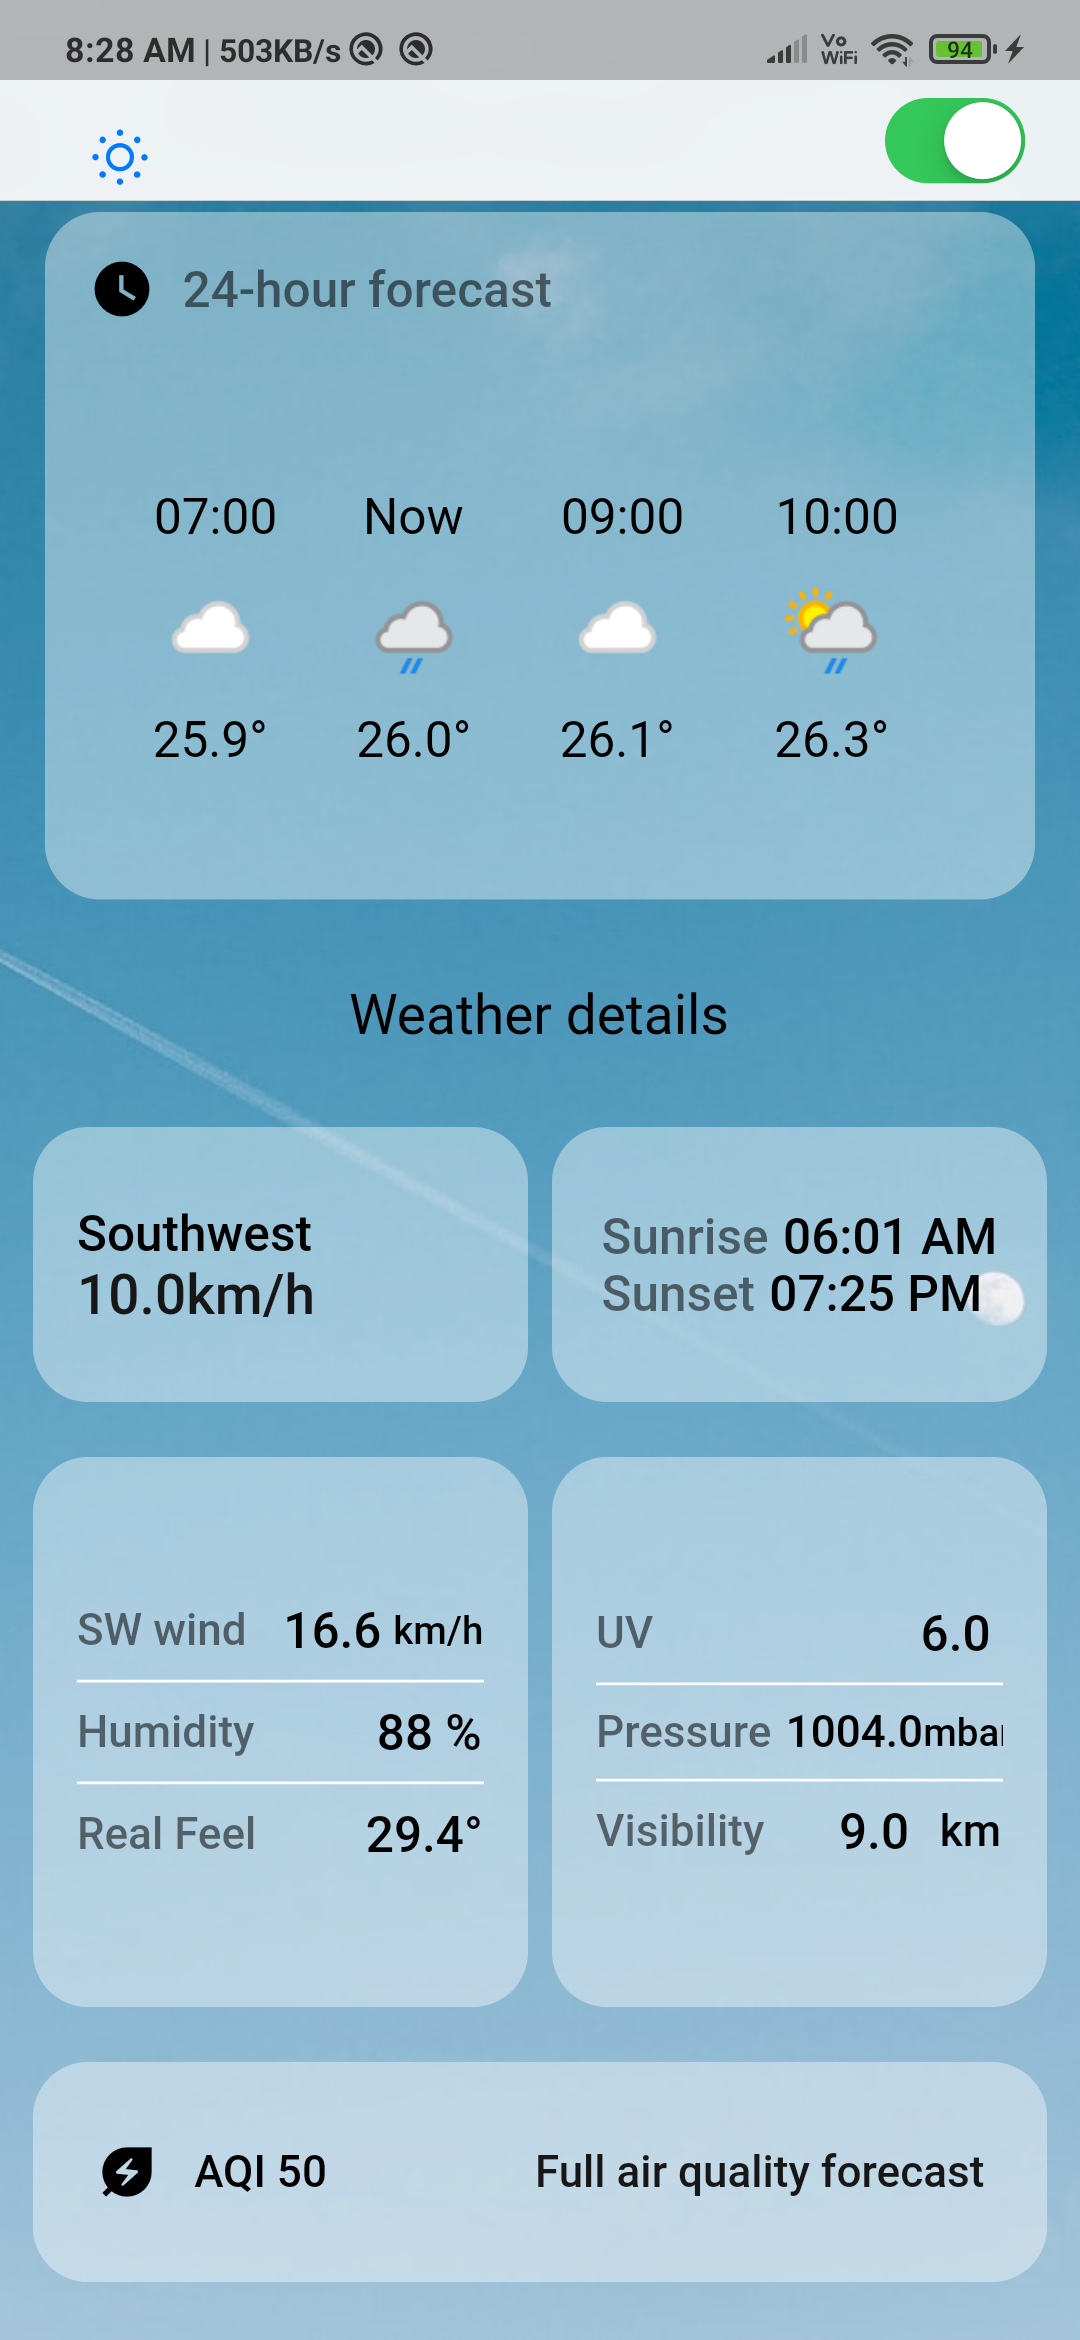 8:28 AM | 503KB/s Vo WiFi 94
24-hour forecast
07:00 Now 09:00 10:00
25.9° 26.0° 26.1° 26.3°
Weather details
Southwest
10.0km/h
Sunrise 06:01 AM
Sunset 07:25 PM
SW wind 16.6 km/h
Humidity 88 %
Real Feel 29.4°
UV 6.0
Pressure 1004.0mbar
Visibility 9.0 km
AQI 50 Full air quality forecast